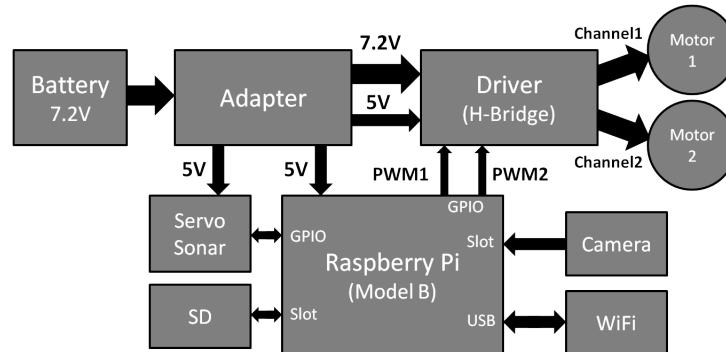 Battery
7.2V
Adapter
7.2V
5V
Driver
(H-Bridge)
Channel1
Channel2
Motor
1
Motor
2
5V
5V
PWM1
PWM2
Servo
Sonar
SD
GPIO
GPIO
Slot
Raspberry Pi
(Model B)
Slot
USB
Camera
WiFi